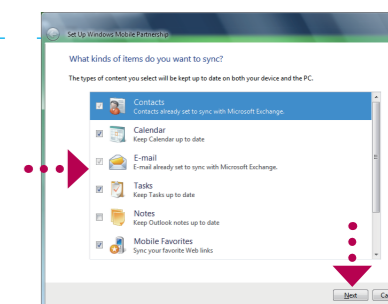 Set Up Windows Mobile Partnership
What kinds of items do you want to sync?
The types of content you select will be kept up to date on both your device and the PC.
Contacts
Contacts already set to sync with Microsoft Exchange.
Calendar
Keep Calendar up to date
E-mail
E-mail already set to sync with Microsoft Exchange.
Tasks
Keep Tasks up to date
Notes
Keep Outlook notes up to date
Mobile Favorites
Sync your favorite Web links
Next Ca